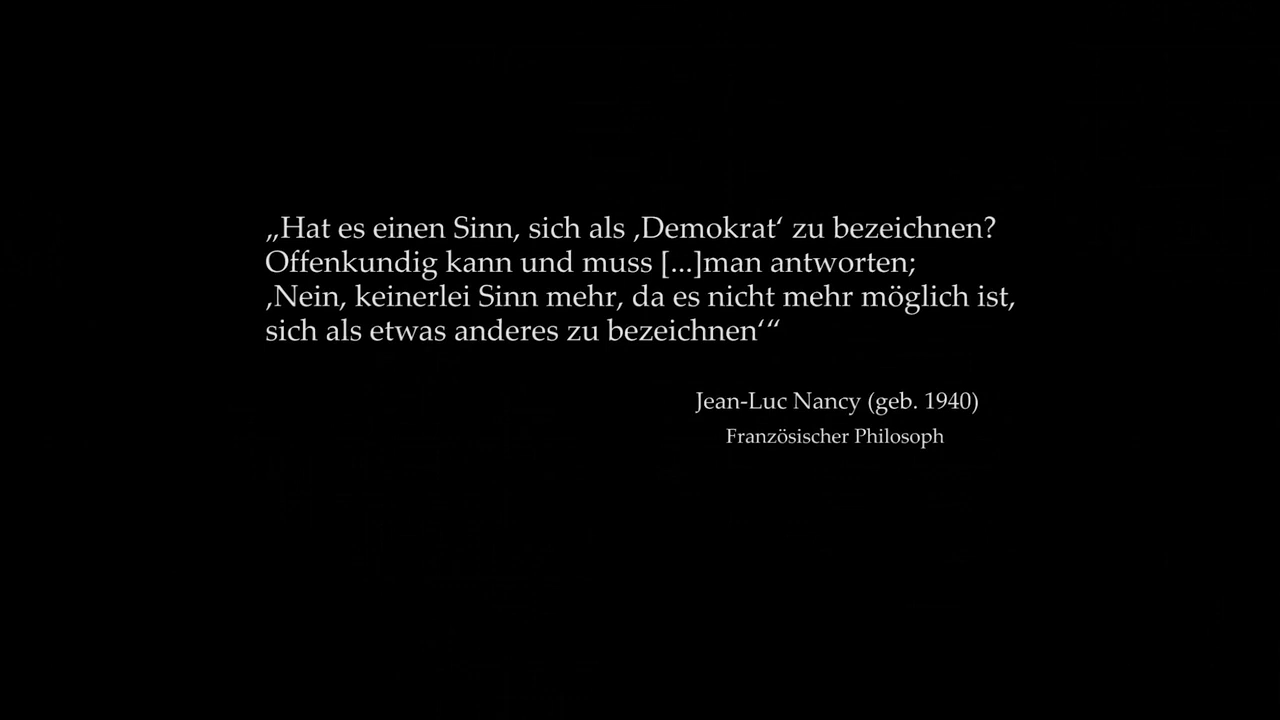 „Hat es einen Sinn, sich als ‚Demokrat‘ zu bezeichnen?
Offenkundig kann und muss [...]man antworten;
‚Nein, keinerlei Sinn mehr, da es nicht mehr möglich ist,
sich als etwas anderes zu bezeichnen‘“
Jean-Luc Nancy (geb. 1940)
Französischer Philosoph